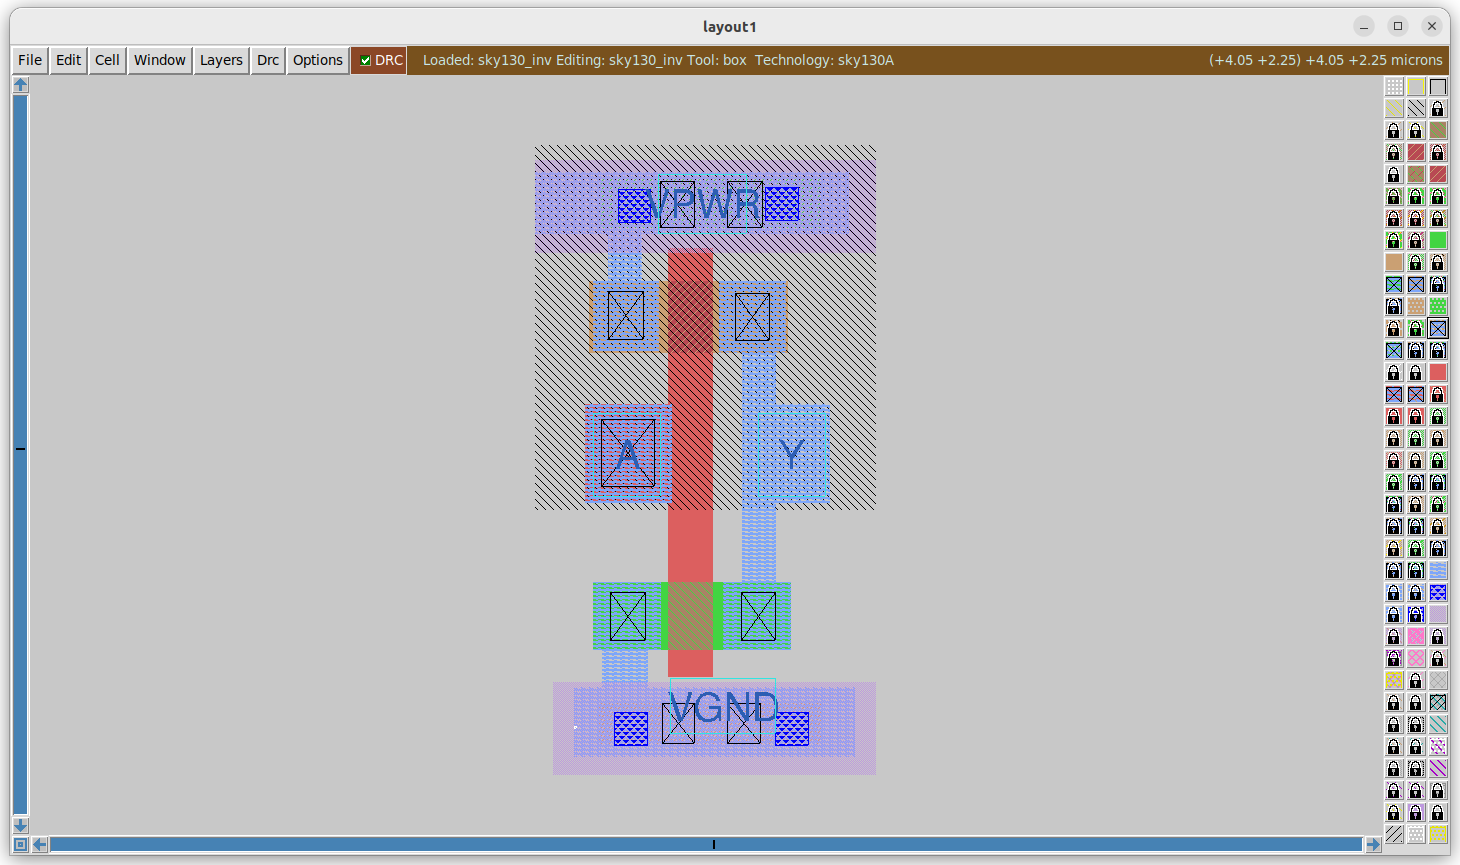 layout1
File Edit Cell Window Layers Drc Options DRC Loaded: sky130_inv Editing: sky130_inv Tool: box Technology: sky130A (+4.05 +2.25) +4.05 +2.25 microns
VPWR
A Y
VGND